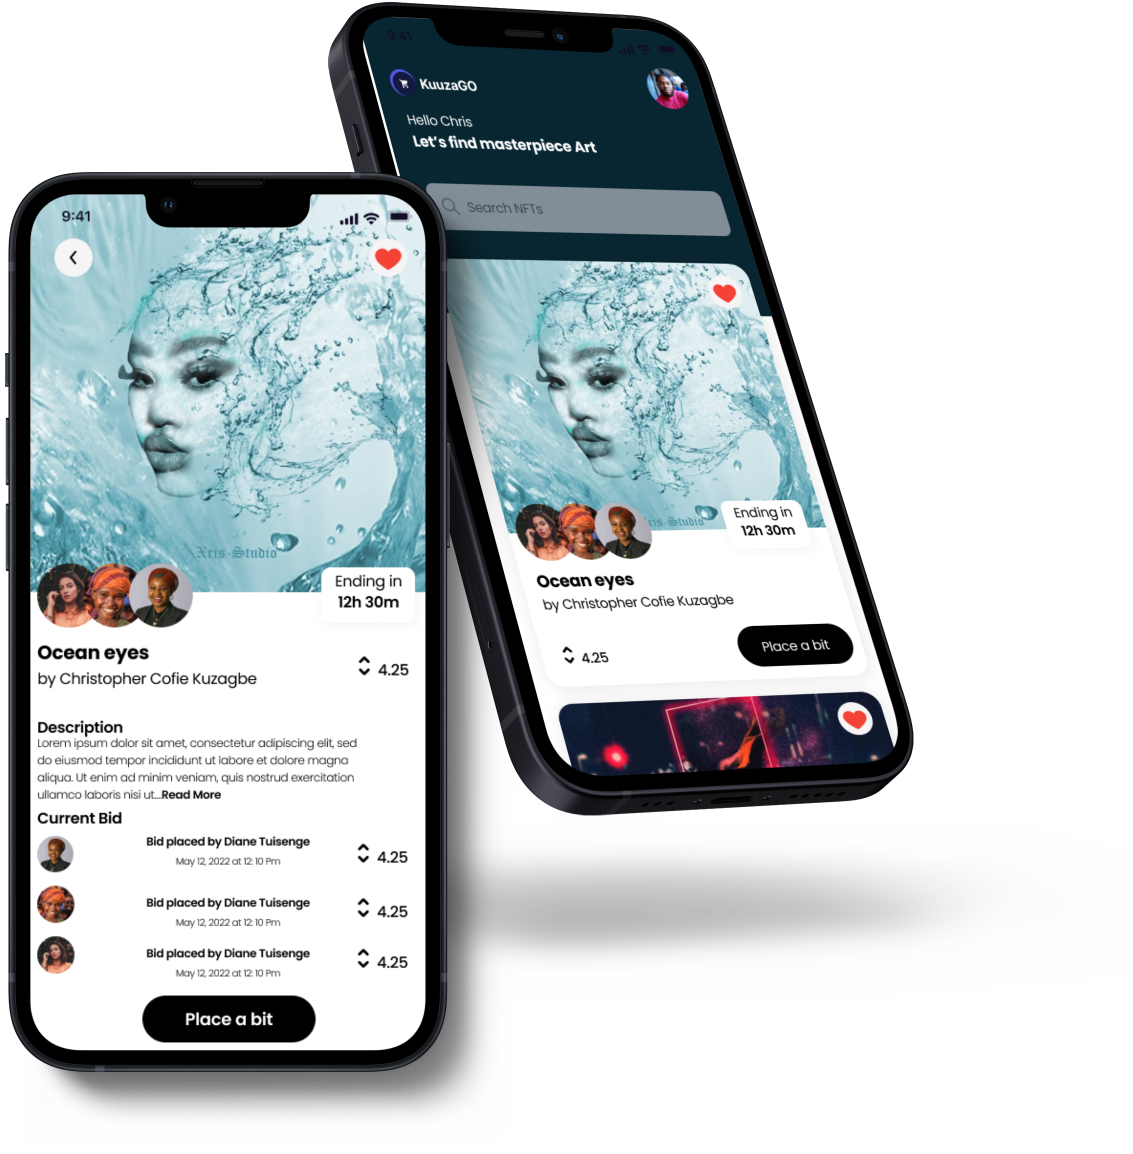 9:41
KuuzaGO
Hello Chris
Let's find masterpiece Art
Search NFTs
Ending in
12h 30m
Ocean eyes
by Christopher Cofie Kuzagbe
4.25
Place a bit
9:41
Xris-Studio
Ending in
12h 30m
Ocean eyes
by Christopher Cofie Kuzagbe
4.25
Description
Lorem ipsum dolor sit amet, consectetur adipiscing elit, sed
do eiusmod tempor incididunt ut labore et dolore magna
aliqua. Ut enim ad minim veniam, quis nostrud exercitation
ullamco laboris nisi ut...Read More
Current Bid
Bid placed by Diane Tuisenge
May 12, 2022 at 12: 10 Pm
4.25
Bid placed by Diane Tuisenge
May 12, 2022 at 12: 10 Pm
4.25
Bid placed by Diane Tuisenge
May 12, 2022 at 12: 10 Pm
4.25
Place a bit